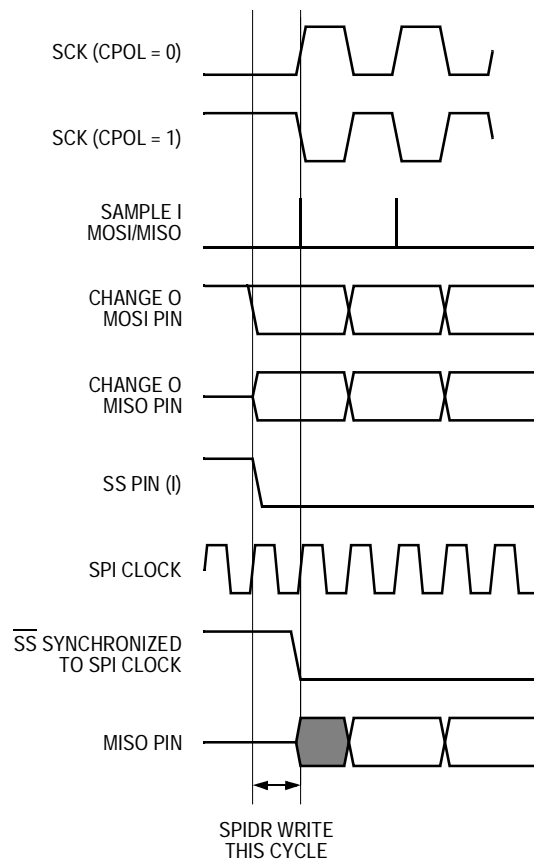 SCK (CPOL = 0)
SCK (CPOL = 1)
SAMPLE I
MOSI/MISO
CHANGE O
MOSI PIN
CHANGE O
MISO PIN
SS PIN (I)
SPI CLOCK
SS SYNCHRONIZED
TO SPI CLOCK
MISO PIN
SPIDR WRITE
THIS CYCLE